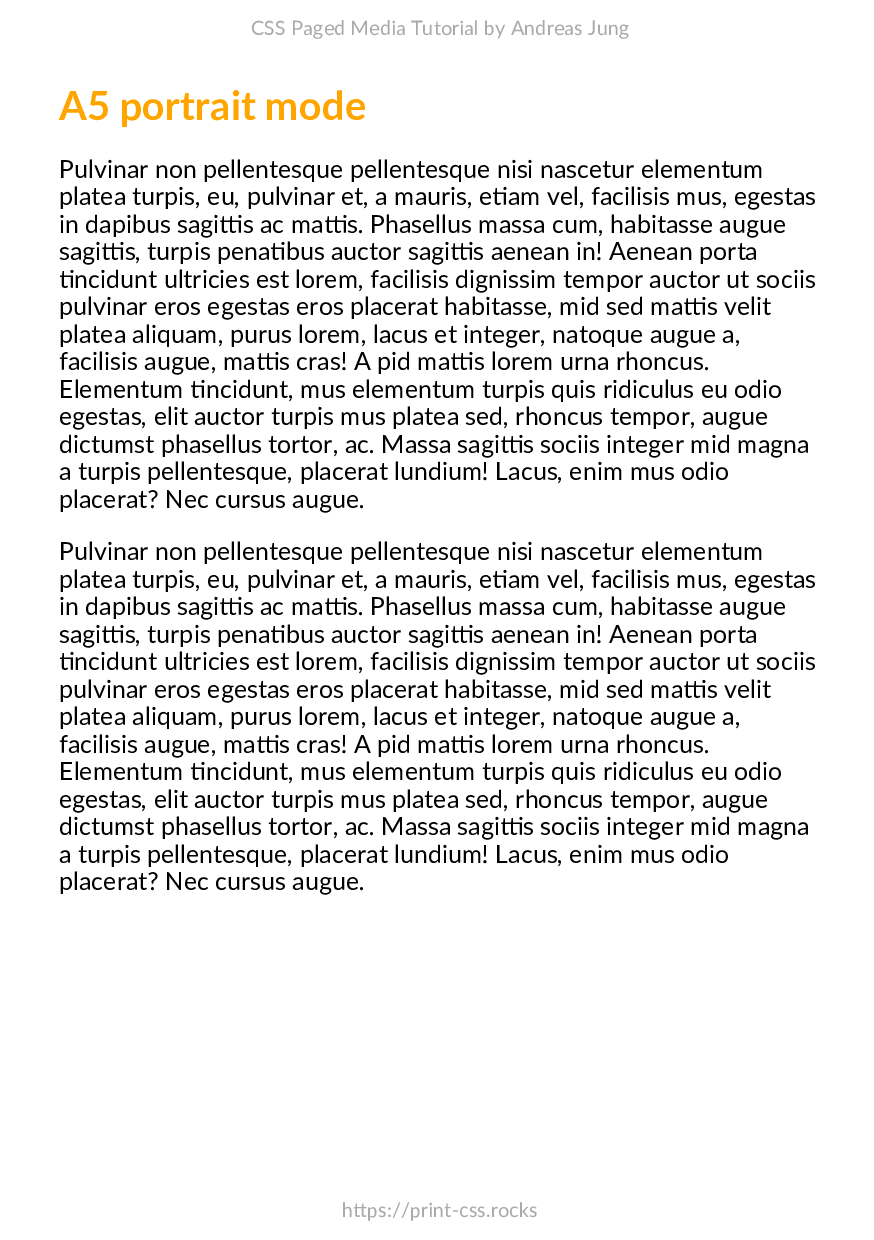 CSS Paged Media Tutorial by Andreas Jung
A5 portrait mode
Pulvinar non pellentesque pellentesque nisi nascetur elementum
platea turpis, eu, pulvinar et, a mauris, etiam vel, facilisis mus, egestas
in dapibus sagittis ac mattis. Phasellus massa cum, habitasse augue
sagittis, turpis penatibus auctor sagittis aenean in! Aenean porta
tincidunt ultricies est lorem, facilisis dignissim tempor auctor ut sociis
pulvinar eros egestas eros placerat habitasse, mid sed mattis velit
platea aliquam, purus lorem, lacus et integer, natoque augue a,
facilisis augue, mattis cras! A pid mattis lorem urna rhoncus.
Elementum tincidunt, mus elementum turpis quis ridiculus eu odio
egestas, elit auctor turpis mus platea sed, rhoncus tempor, augue
dictumst phasellus tortor, ac. Massa sagittis sociis integer mid magna
a turpis pellentesque, placerat lundium! Lacus, enim mus odio
placerat? Nec cursus augue.
Pulvinar non pellentesque pellentesque nisi nascetur elementum
platea turpis, eu, pulvinar et, a mauris, etiam vel, facilisis mus, egestas
in dapibus sagittis ac mattis. Phasellus massa cum, habitasse augue
sagittis, turpis penatibus auctor sagittis aenean in! Aenean porta
tincidunt ultricies est lorem, facilisis dignissim tempor auctor ut sociis
pulvinar eros egestas eros placerat habitasse, mid sed mattis velit
platea aliquam, purus lorem, lacus et integer, natoque augue a,
facilisis augue, mattis cras! A pid mattis lorem urna rhoncus.
Elementum tincidunt, mus elementum turpis quis ridiculus eu odio
egestas, elit auctor turpis mus platea sed, rhoncus tempor, augue
dictumst phasellus tortor, ac. Massa sagittis sociis integer mid magna
a turpis pellentesque, placerat lundium! Lacus, enim mus odio
placerat? Nec cursus augue.
https://print-css.rocks